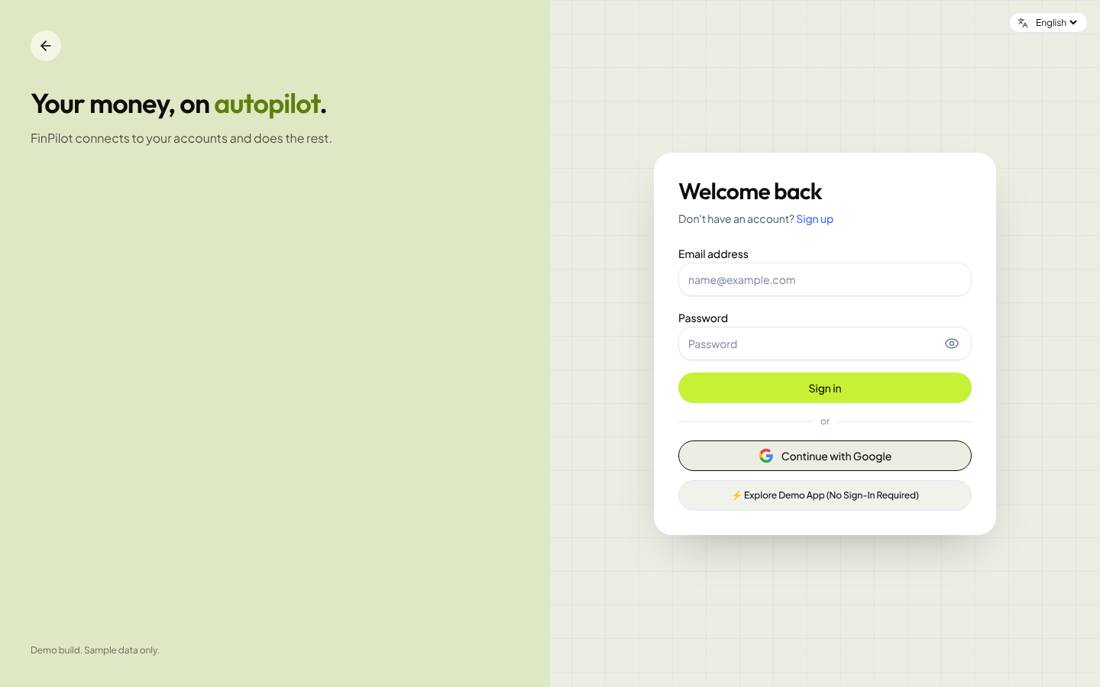 English
Your money, on autopilot.
FinPilot connects to your accounts and does the rest.
Welcome back
Don't have an account? Sign up
Email address
name@example.com
Password
Password
Sign in
or
Continue with Google
⚡ Explore Demo App (No Sign-In Required)
Demo build. Sample data only.